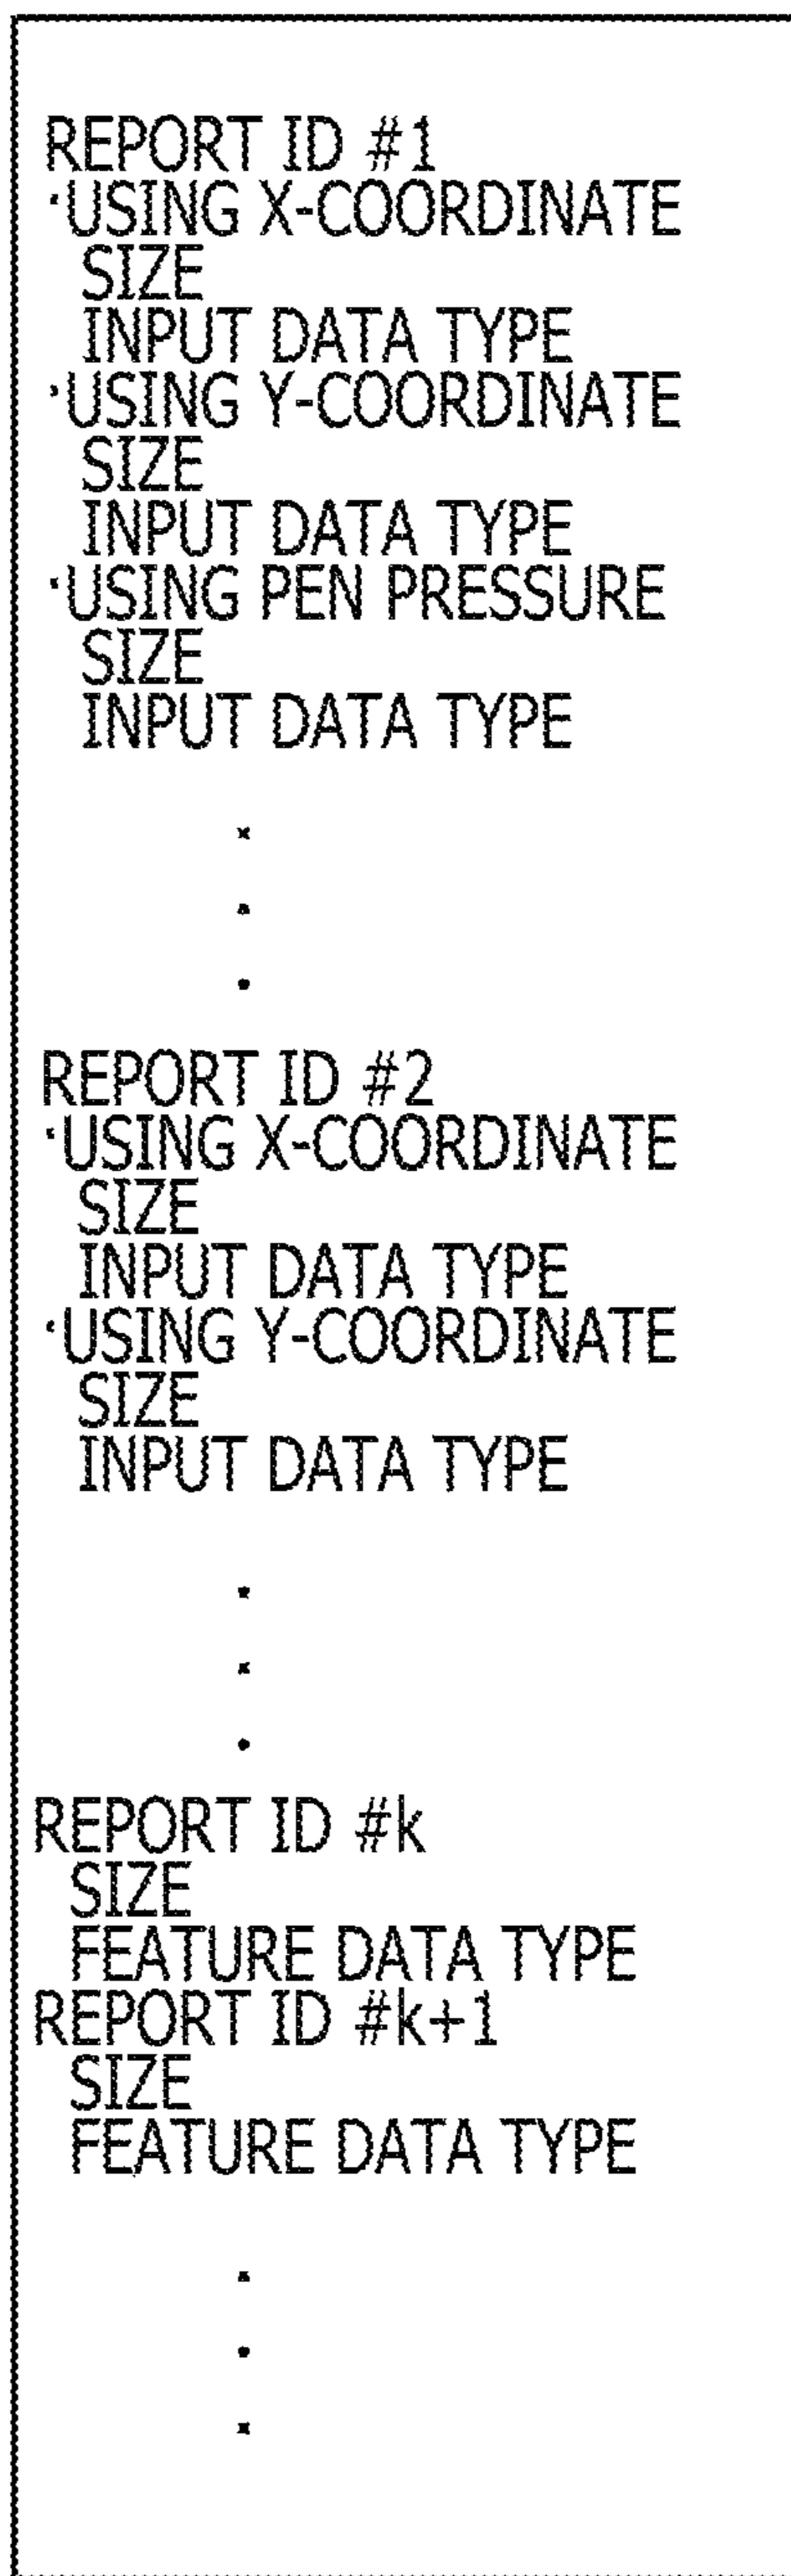 REPORT ID #1
·USING X-COORDINATE
SIZE
INPUT DATA TYPE
·USING Y-COORDINATE
SIZE
INPUT DATA TYPE
·USING PEN PRESSURE
SIZE
INPUT DATA TYPE
·
·
·
REPORT ID #2
·USING X-COORDINATE
SIZE
INPUT DATA TYPE
·USING Y-COORDINATE
SIZE
INPUT DATA TYPE
·
·
·
REPORT ID #k
SIZE
FEATURE DATA TYPE
REPORT ID #k+1
SIZE
FEATURE DATA TYPE
·
·
·